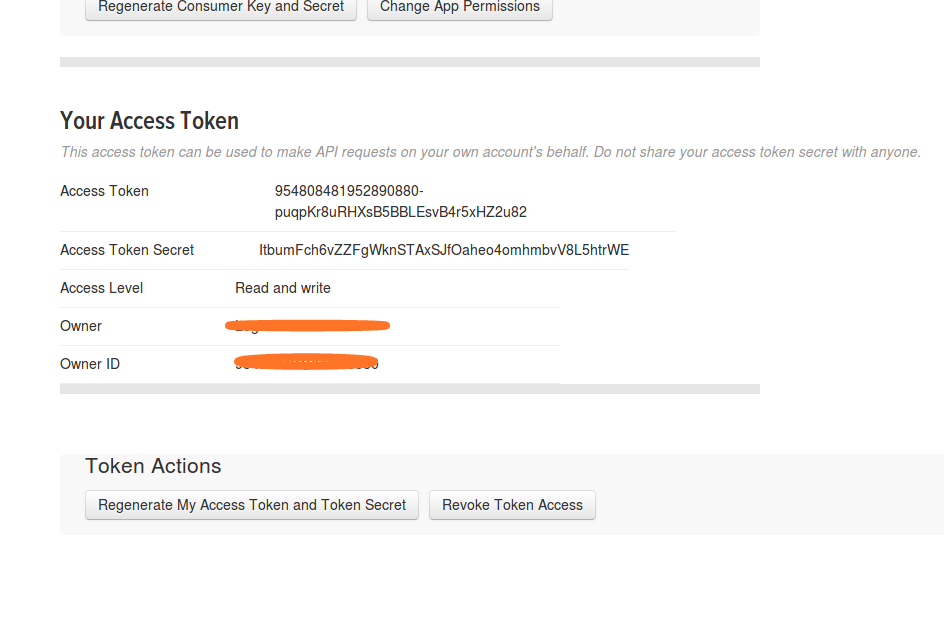 Regenerate Consumer Key and Secret
Change App Permissions
Your Access Token
This access token can be used to make API requests on your own account's behalf. Do not share your access token secret with anyone.
Access Token
954808481952890880-
puqpKr8uRHXsB5BBLEsvB4r5xHZ2u82
Access Token Secret
ItbumFch6vZZFgWknSTAxSJfOaheo4omhmbvV8L5htrWE
Access Level
Read and write
Owner
Owner ID
Token Actions
Regenerate My Access Token and Token Secret
Revoke Token Access